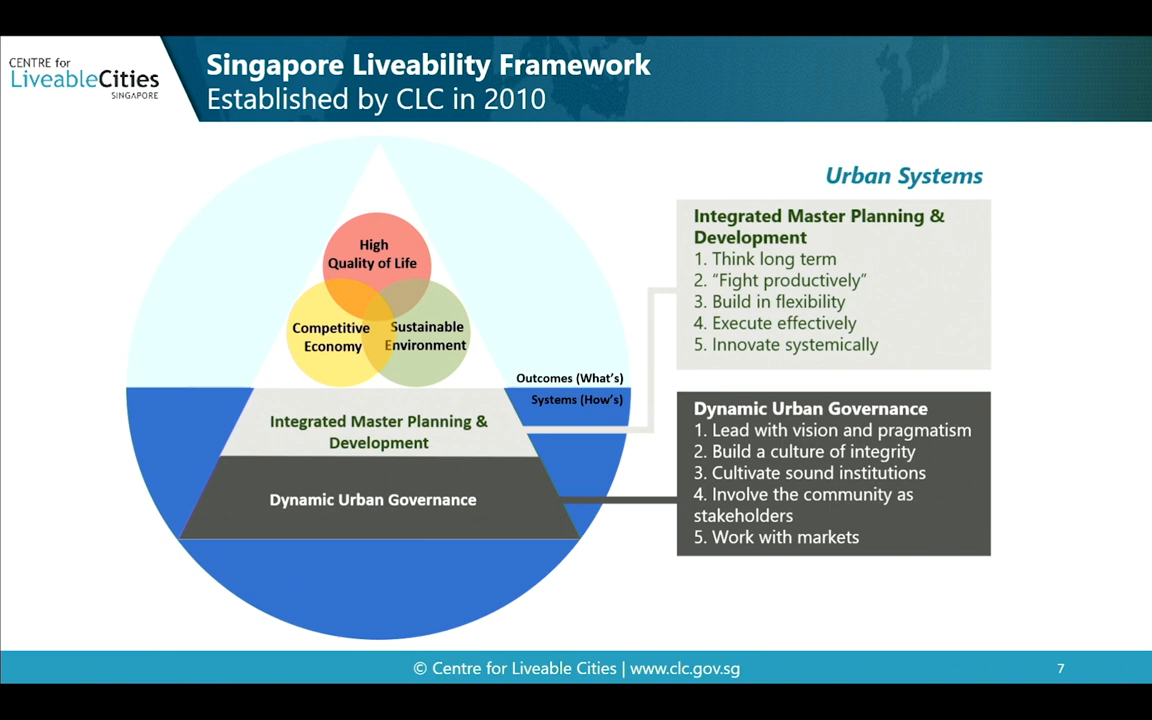 CENTRE for
LiveableCities
SINGAPORE
Singapore Liveability Framework
Established by CLC in 2010
High
Quality of Life
Competitive
Economy
Sustainable
Environment
Outcomes (What's)
Systems (How's)
Integrated Master Planning &
Development
Dynamic Urban Governance
Urban Systems
Integrated Master Planning &
Development
1. Think long term
2. “Fight productively”
3. Build in flexibility
4. Execute effectively
5. Innovate systemically
Dynamic Urban Governance
1. Lead with vision and pragmatism
2. Build a culture of integrity
3. Cultivate sound institutions
4. Involve the community as
stakeholders
5. Work with markets
© Centre for Liveable Cities | www.clc.gov.sg
7